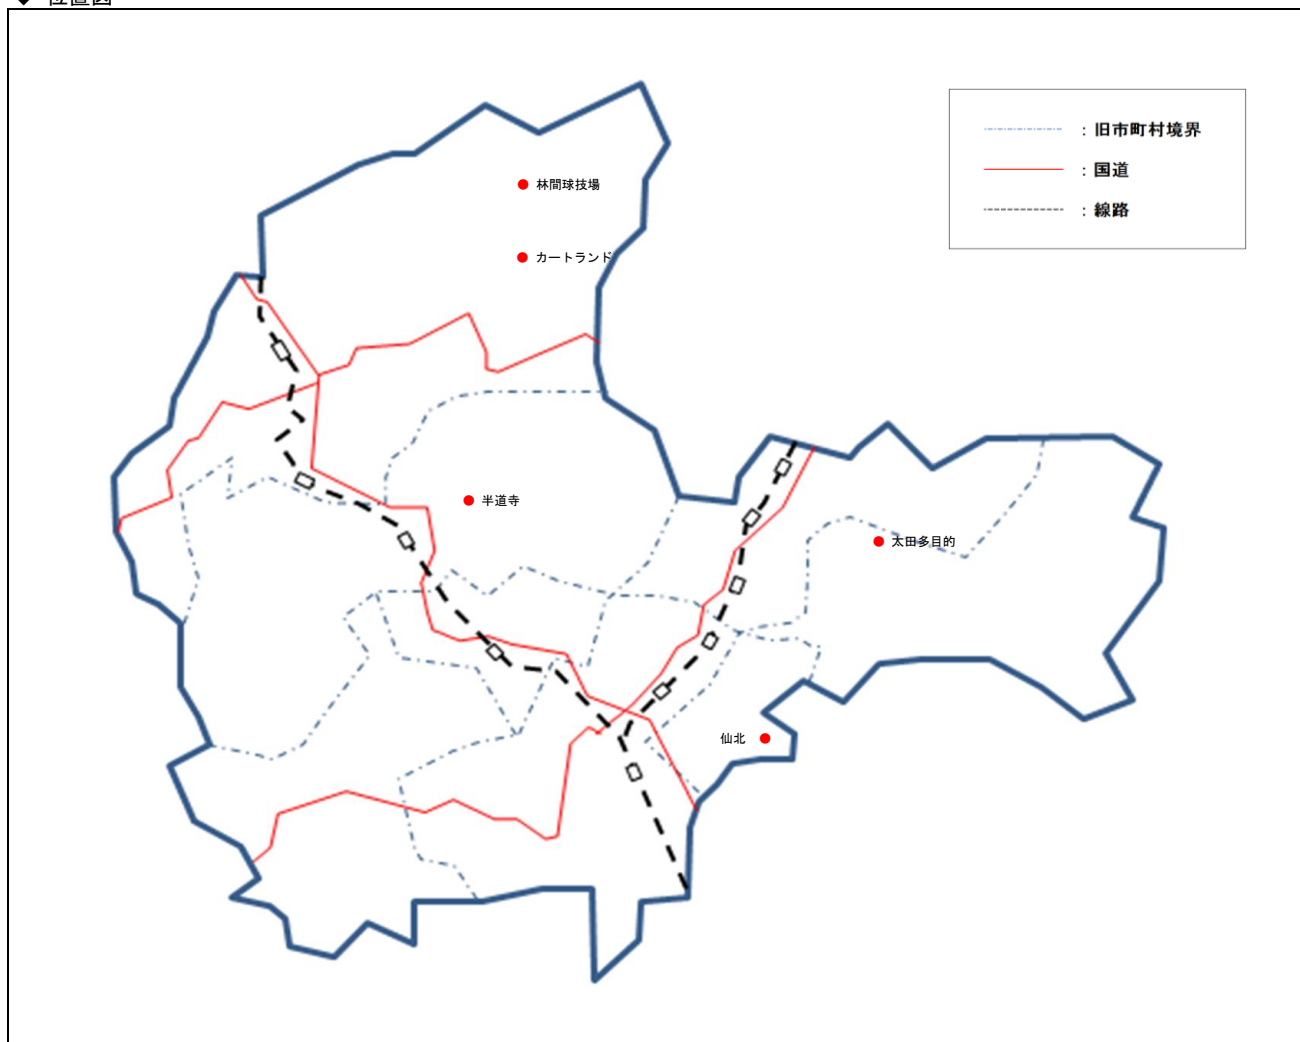 ◆ 位置図
：旧市町村境界
：国道
：線路
林間球技場
カートランド
半道寺
太田多目的
仙北